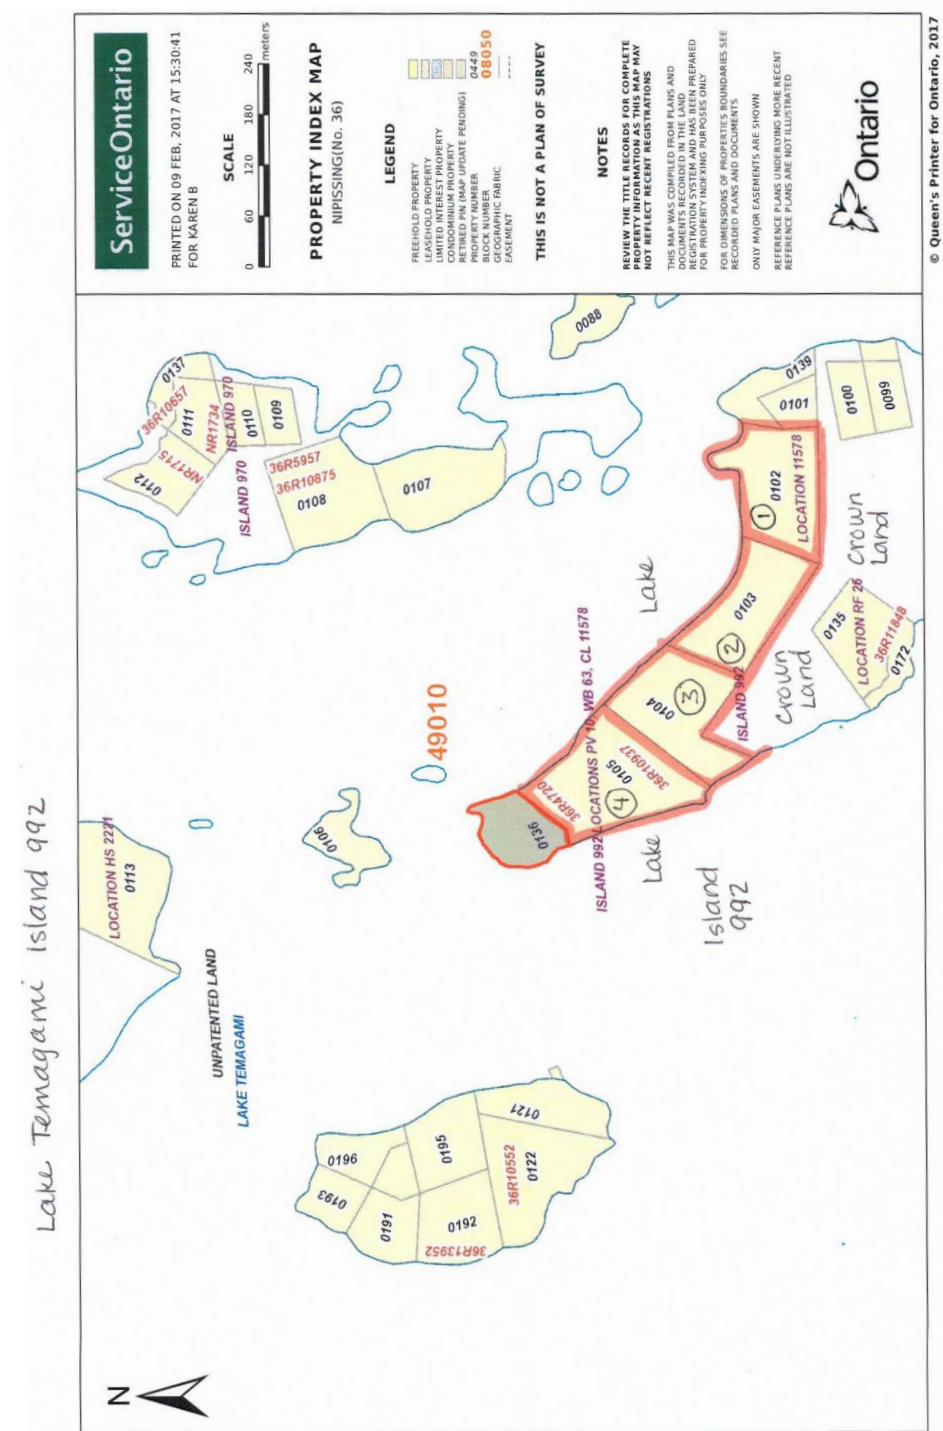 Lake Temagami island 992
ServiceOntario
PRINTED ON 09 FEB, 2017 AT 15:30:41
FOR KAREN B
SCALE
0 60 120 180 240
meters
PROPERTY INDEX MAP
NIPISSING(No. 36)
LEGEND
FREEHOLD PROPERTY
LEASEHOLD PROPERTY
LIMITED INTEREST PROPERTY
CONDOMINIUM PROPERTY
RETIRED PIN (MAP UPDATE PENDING)
PROPERTY NUMBER 0449
BLOCK NUMBER 08050
GEOGRAPHIC FABRIC
EASEMENT
THIS IS NOT A PLAN OF SURVEY
NOTES
REVIEW THE TITLE RECORDS FOR COMPLETE
PROPERTY INFORMATION AS THIS MAP MAY
NOT REFLECT RECENT REGISTRATIONS
THIS MAP WAS COMPILED FROM PLANS AND
DOCUMENTS RECORDED IN THE LAND
REGISTRATION SYSTEM AND HAS BEEN PREPARED
FOR PROPERTY INDEXING PURPOSES ONLY
FOR DIMENSIONS OF PROPERTIES BOUNDARIES SEE
RECORDED PLANS AND DOCUMENTS
ONLY MAJOR EASEMENTS ARE SHOWN
REFERENCE PLANS UNDERLYING MORE RECENT
REFERENCE PLANS ARE NOT ILLUSTRATED
Ontario
© Queen's Printer for Ontario, 2017
N
LOCATION HS 2221
0113
UNPATENTED LAND
LAKE TEMAGAMI
0137
36R10657
0111
NR1734
ISLAND 970
0110
0109
NR1715
0112
ISLAND 970
36R5957
36R10875
0108
0107
0088
0106
49010
0196
0193
0191
0195
0192
36R13952
36R10552
0122
0121
0136
36R4720
ISLAND 992 LOCATIONS PV 10, WB 63, CL 11578
0105
36R10937
4
0104
3
ISLAND 992
2
0103
1
0102
LOCATION 11578
0139
0101
0100
0099
0135
LOCATION RF 26
36R11848
0172
Lake
Lake
Island
992
Crown
Land
Crown
Land